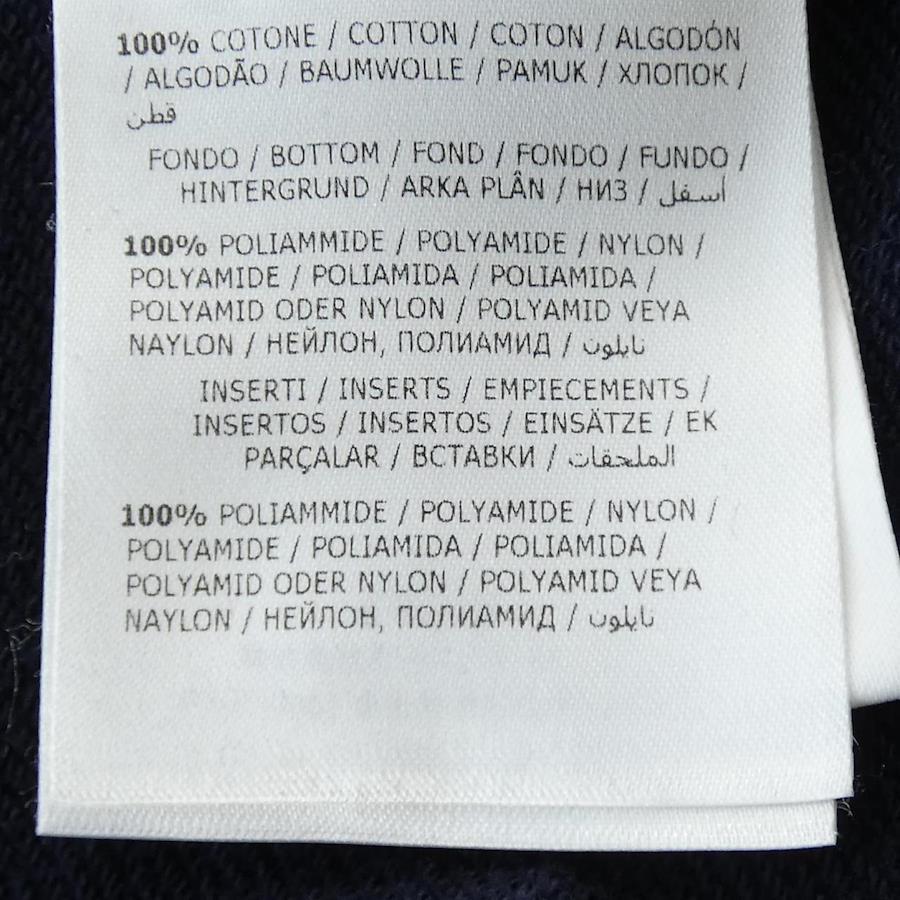 100% COTONE / COTTON / COTON / ALGODÓN
/ ALGODÃO / BAUMWOLLE / PAMUK / ХЛОПОК /
قطن
FONDO / BOTTOM / FOND / FONDO / FUNDO /
HINTERGRUND / ARKA PLÂN / НИЗ / أسفل
100% POLIAMMIDE / POLYAMIDE / NYLON /
POLYAMIDE / POLIAMIDA / POLIAMIDA /
POLYAMID ODER NYLON / POLYAMID VEYA
NAYLON / НЕЙЛОН, ПОЛИАМИД / نايلون
INSERTI / INSERTS / EMPIECEMENTS /
INSERTOS / INSERTOS / EINSÄTZE / EK
PARÇALAR / ВСТАВКИ / الملحقات
100% POLIAMMIDE / POLYAMIDE / NYLON /
POLYAMIDE / POLIAMIDA / POLIAMIDA /
POLYAMID ODER NYLON / POLYAMID VEYA
NAYLON / НЕЙЛОН, ПОЛИАМИД / نايلون